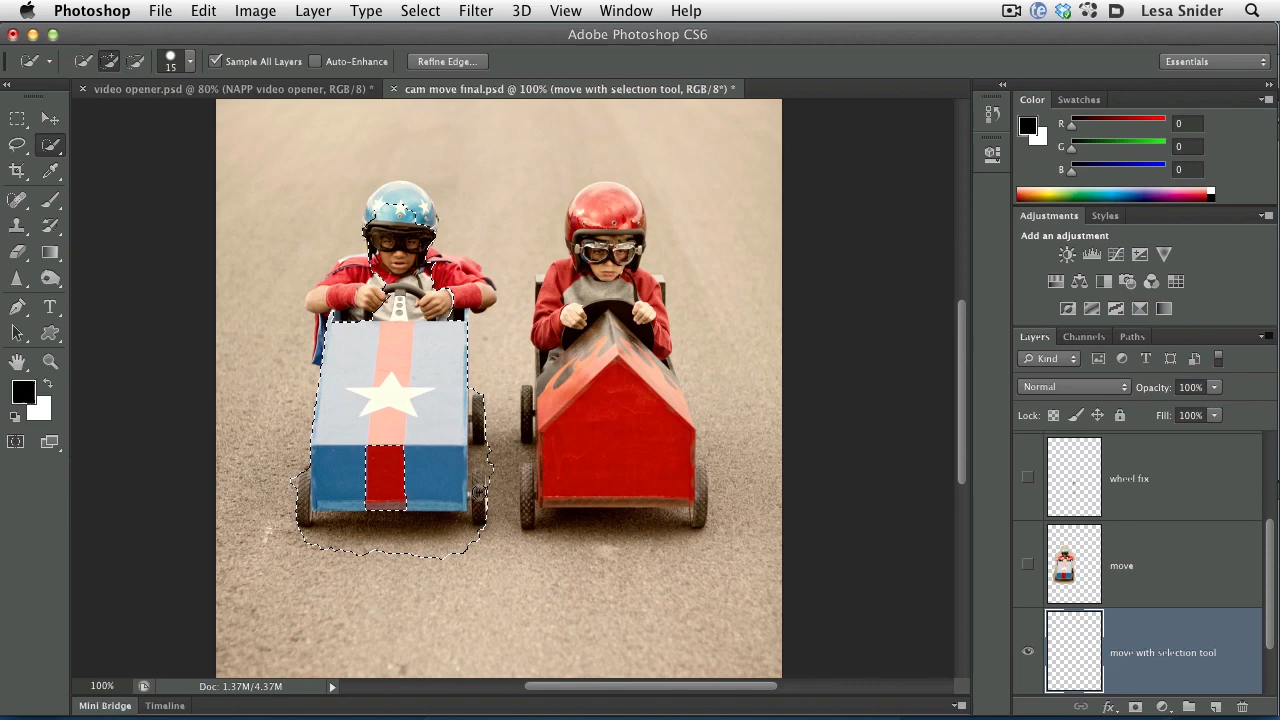 Photoshop File Edit Image Layer Type Select Filter 3D View Window Help Lesa Snider
Adobe Photoshop CS6
15 Sample All Layers Auto-Enhance Refine Edge... Essentials
video opener.psd @ 80% (NAPP video opener, RGB/8) * cam move final.psd @ 100% (move with selection tool, RGB/8*) *
Color Swatches
R 0
G 0
B 0
Adjustments Styles
Add an adjustment
Layers Channels Paths
Kind
Normal Opacity: 100%
Lock: Fill: 100%
wheel fix
move
move with selection tool
100% Doc: 1.37M/4.37M
Mini Bridge Timeline